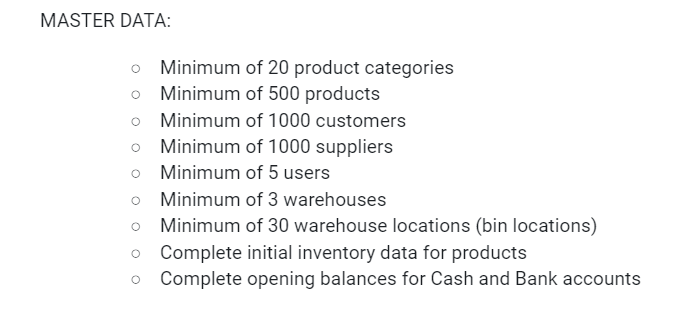 MASTER DATA:
○ Minimum of 20 product categories
○ Minimum of 500 products
○ Minimum of 1000 customers
○ Minimum of 1000 suppliers
○ Minimum of 5 users
○ Minimum of 3 warehouses
○ Minimum of 30 warehouse locations (bin locations)
○ Complete initial inventory data for products
○ Complete opening balances for Cash and Bank accounts